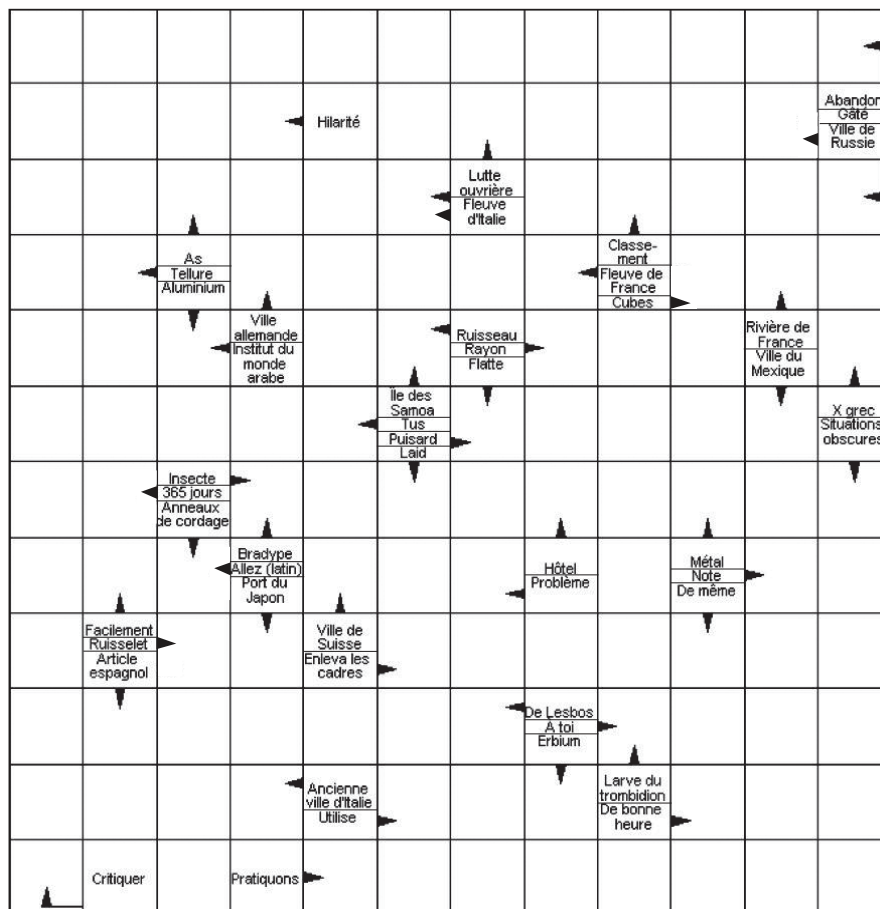 Hilarité
Abandon
Gâté
Ville de
Russie
Lutte
ouvrière
Fleuve
d'Italie
As
Tellure
Aluminium
Classe-
ment
Fleuve de
France
Cubes
Ville
allemande
Institut du
monde
arabe
Ruisseau
Rayon
Flatte
Rivière de
France
Ville du
Mexique
Île des
Samoa
Tus
Puisard
Laid
X grec
Situations
obscures
Insecte
365 jours
Anneaux
de cordage
Bradype
Allez (latin)
Port du
Japon
Hôtel
Problème
Métal
Note
De même
Facilement
Ruisselet
Article
espagnol
Ville de
Suisse
Enleva les
cadres
De Lesbos
À toi
Erbium
Ancienne
ville d'Italie
Utilise
Larve du
trombidion
De bonne
heure
Critiquer
Pratiquons